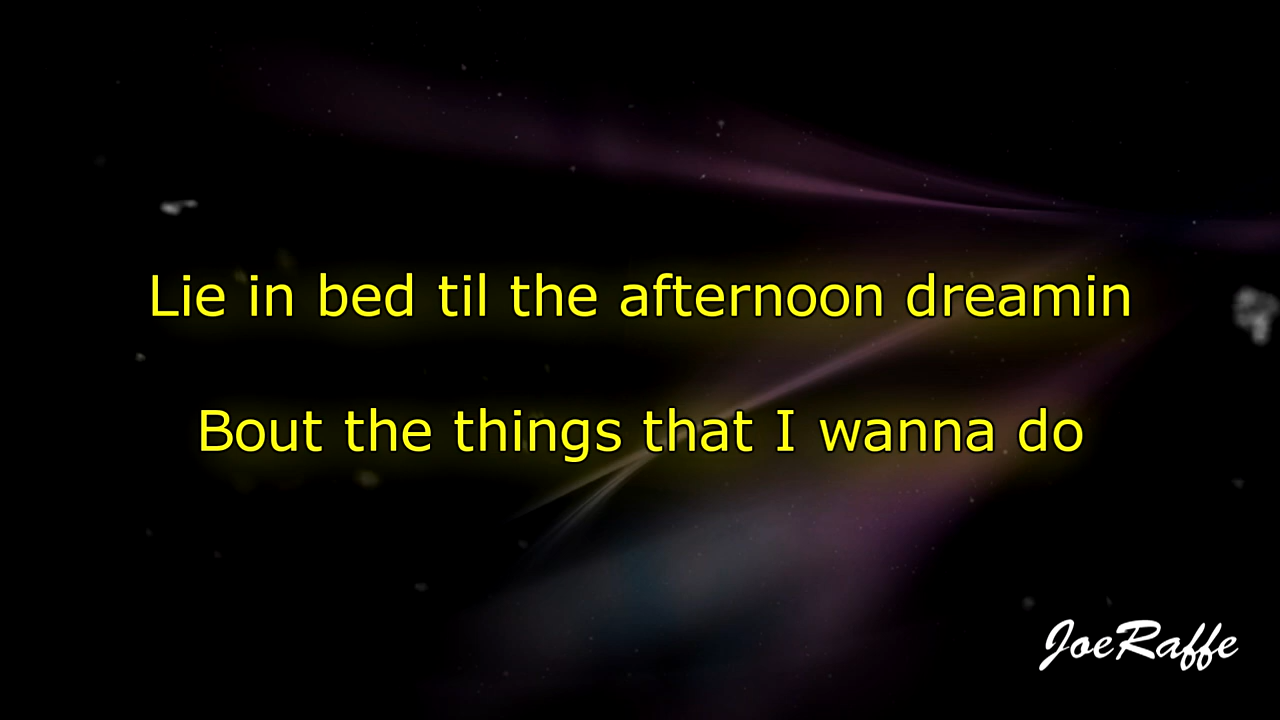 Lie in bed til the afternoon dreamin
Bout the things that I wanna do
JoeRaffe